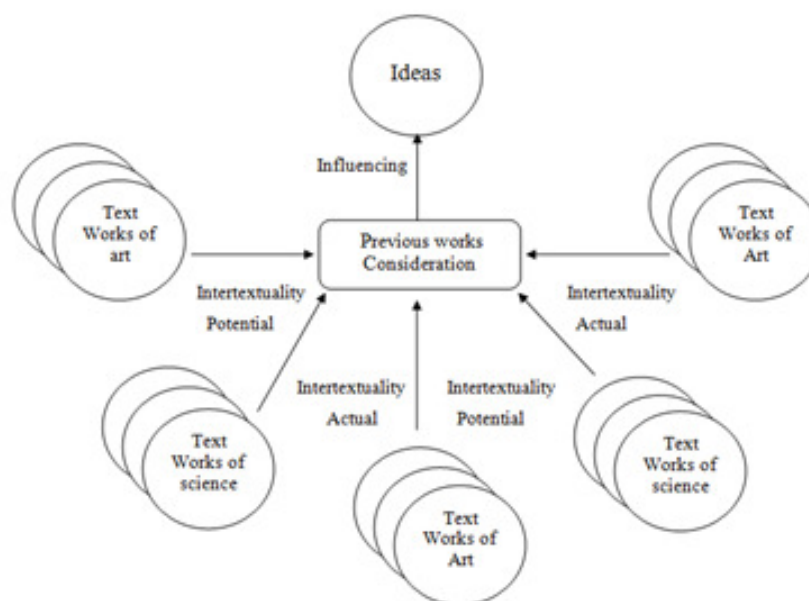 Ideas
Influencing
Text
Works of
art
Previous works
Consideration
Text
Works of
Art
Intertextuality
Potential
Intertextuality
Actual
Intertextuality
Actual
Intertextuality
Potential
Text
Works of
science
Text
Works of
science
Text
Works of
Art